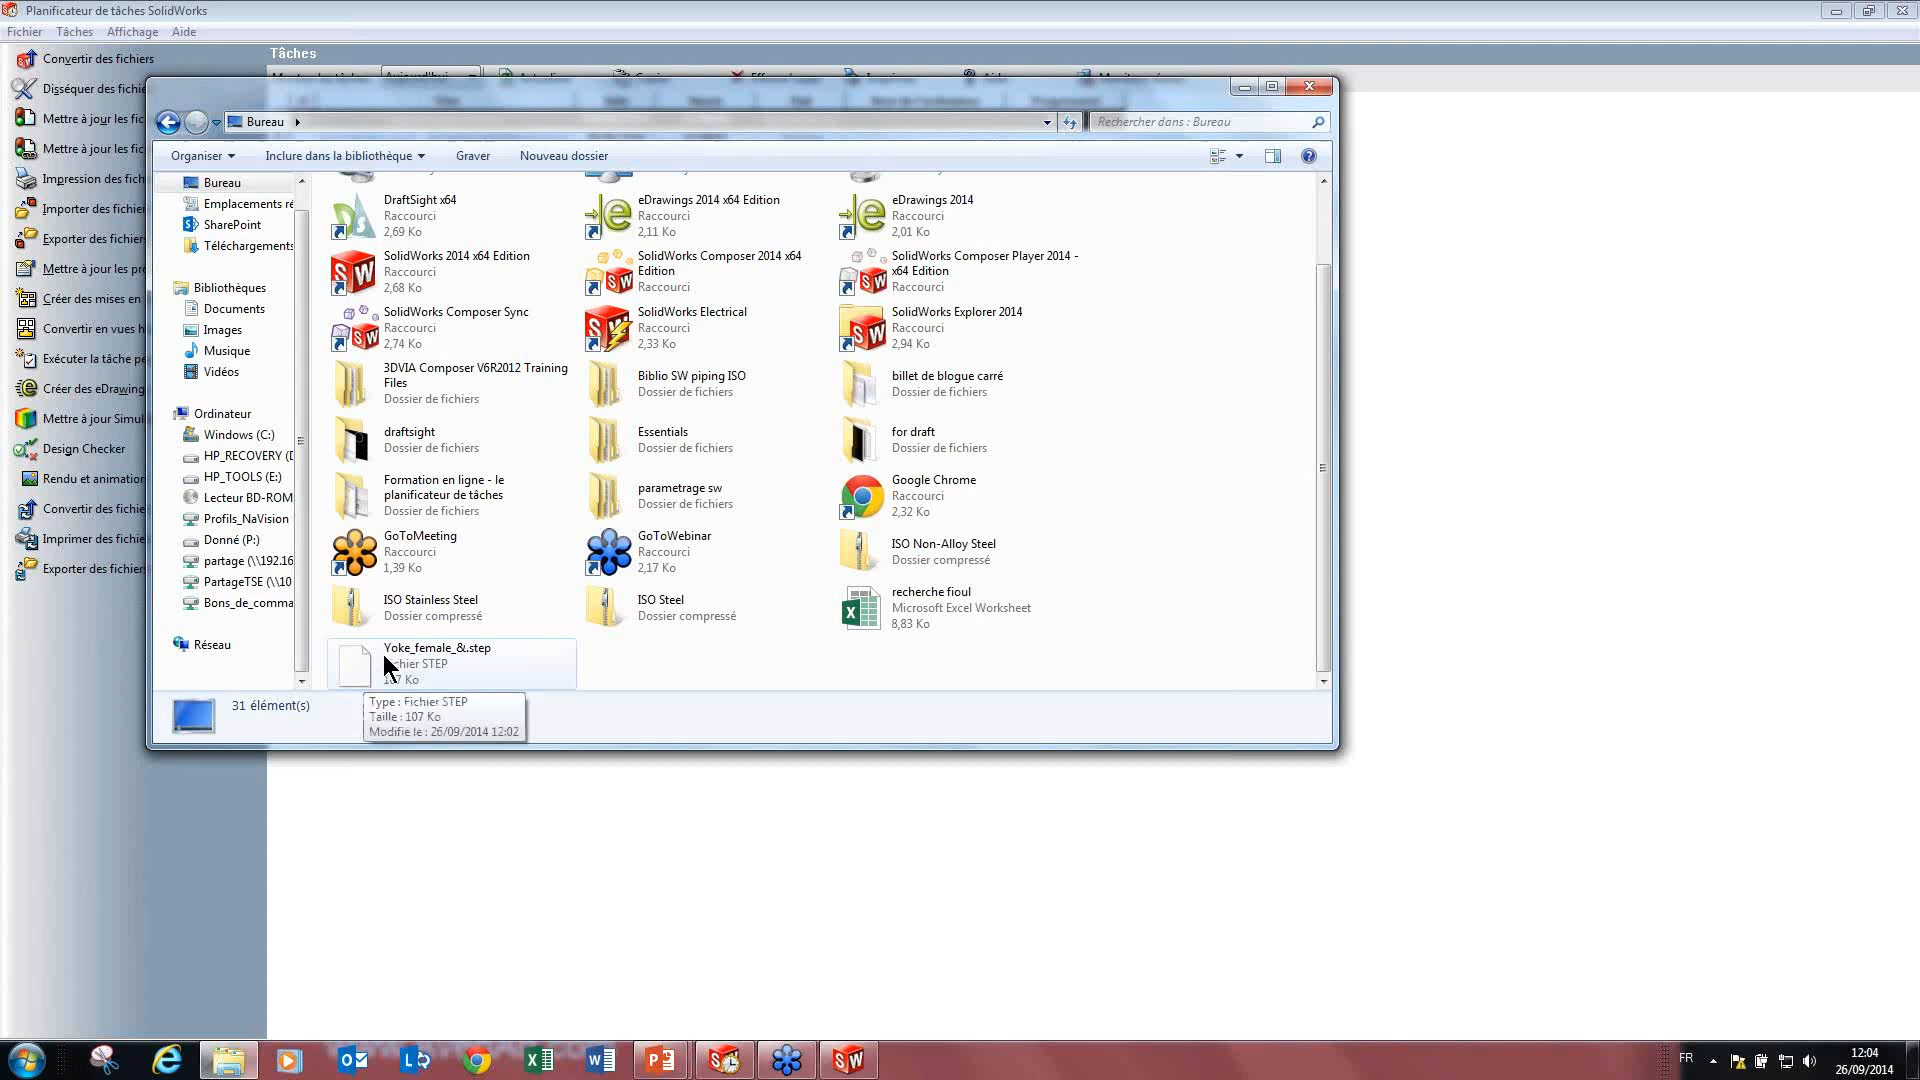 Planificateur de tâches SolidWorks
Fichier Tâches Affichage Aide
Tâches
Convertir des fichiers
Disséquer des fichie
Mettre à jour les fic
Mettre à jour les fic
Impression des fich
Importer des fichier
Exporter des fichiers
Mettre à jour les pr
Créer des mises en
Convertir en vues h
Exécuter la tâche pe
Créer des eDrawing
Mettre à jour Simul
Design Checker
Rendu et animation
Convertir des fichie
Imprimer des fichie
Exporter des fichiers
Bureau
Rechercher dans : Bureau
Organiser Inclure dans la bibliothèque Graver Nouveau dossier
Bureau
Emplacements ré
SharePoint
Téléchargements
Bibliothèques
Documents
Images
Musique
Vidéos
Ordinateur
Windows (C:)
HP_RECOVERY (D
HP_TOOLS (E:)
Lecteur BD-ROM
Profils_NaVision
Donné (P:)
partage (\\192.16
PartageTSE (\\10
Bons_de_comma
Réseau
DraftSight x64
Raccourci
2,69 Ko
eDrawings 2014 x64 Edition
Raccourci
2,11 Ko
eDrawings 2014
Raccourci
2,01 Ko
SolidWorks 2014 x64 Edition
Raccourci
2,68 Ko
SolidWorks Composer 2014 x64
Edition
Raccourci
SolidWorks Composer Player 2014 -
x64 Edition
Raccourci
SolidWorks Composer Sync
Raccourci
2,74 Ko
SolidWorks Electrical
Raccourci
2,33 Ko
SolidWorks Explorer 2014
Raccourci
2,94 Ko
3DVIA Composer V6R2012 Training
Files
Dossier de fichiers
Biblio SW piping ISO
Dossier de fichiers
billet de blogue carré
Dossier de fichiers
draftsight
Dossier de fichiers
Essentials
Dossier de fichiers
for draft
Dossier de fichiers
Formation en ligne - le
planificateur de tâches
Dossier de fichiers
parametrage sw
Dossier de fichiers
Google Chrome
Raccourci
2,32 Ko
GoToMeeting
Raccourci
1,39 Ko
GoToWebinar
Raccourci
2,17 Ko
ISO Non-Alloy Steel
Dossier compressé
ISO Stainless Steel
Dossier compressé
ISO Steel
Dossier compressé
recherche fioul
Microsoft Excel Worksheet
8,83 Ko
Yoke_female_&.step
chier STEP
Ko
Type : Fichier STEP
Taille : 107 Ko
Modifié le : 26/09/2014 12:02
31 élément(s)
FR
12:04
26/09/2014